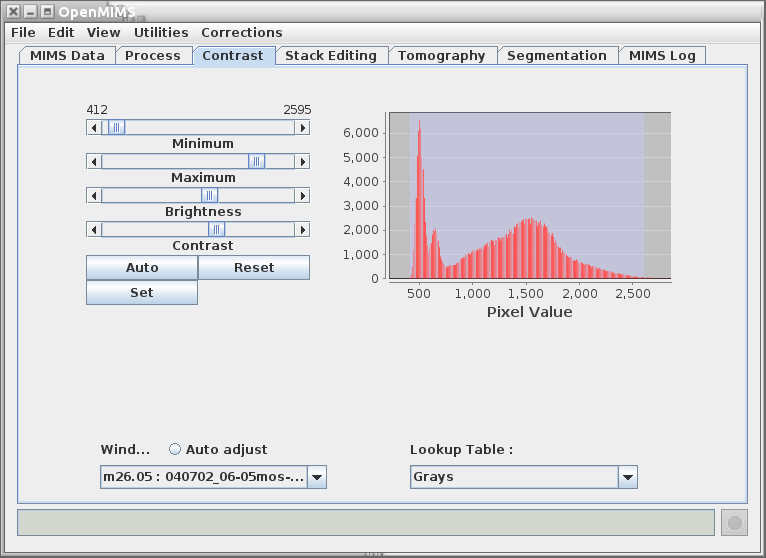 OpenMIMS
File Edit View Utilities Corrections
MIMS Data Process Contrast Stack Editing Tomography Segmentation MIMS Log
412 2595
Minimum
Maximum
Brightness
Contrast
Auto Reset
Set
6,000
5,000
4,000
3,000
2,000
1,000
0
500 1,000 1,500 2,000 2,500
Pixel Value
Wind... Auto adjust
m26.05 : 040702_06-05mos-...
Lookup Table :
Grays